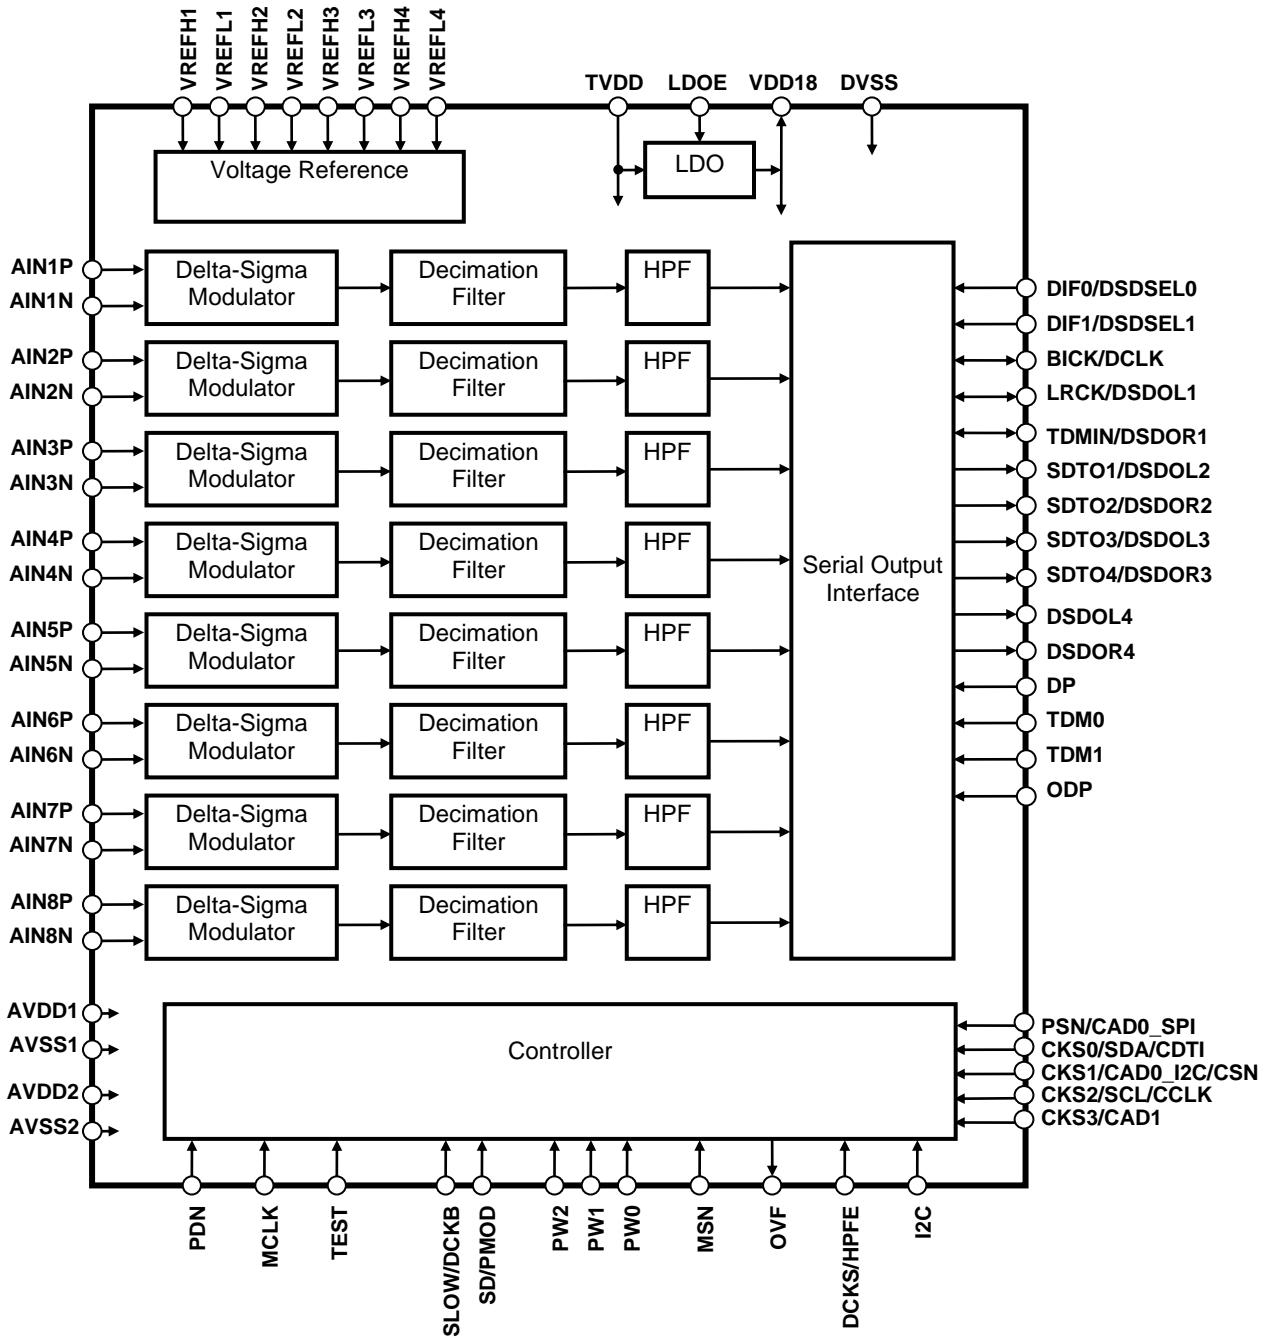 VREFH1
VREFL1
VREFH2
VREFL2
VREFH3
VREFL3
VREFH4
VREFL4
TVDD
LDOE
VDD18
DVSS
Voltage Reference
LDO
AIN1P
AIN1N
Delta-Sigma
Modulator
Decimation
Filter
HPF
AIN2P
AIN2N
Delta-Sigma
Modulator
Decimation
Filter
HPF
AIN3P
AIN3N
Delta-Sigma
Modulator
Decimation
Filter
HPF
AIN4P
AIN4N
Delta-Sigma
Modulator
Decimation
Filter
HPF
AIN5P
AIN5N
Delta-Sigma
Modulator
Decimation
Filter
HPF
AIN6P
AIN6N
Delta-Sigma
Modulator
Decimation
Filter
HPF
AIN7P
AIN7N
Delta-Sigma
Modulator
Decimation
Filter
HPF
AIN8P
AIN8N
Delta-Sigma
Modulator
Decimation
Filter
HPF
Serial Output
Interface
DIF0/DSDSEL0
DIF1/DSDSEL1
BICK/DCLK
LRCK/DSDOL1
TDMIN/DSDOR1
SDTO1/DSDOL2
SDTO2/DSDOR2
SDTO3/DSDOL3
SDTO4/DSDOR3
DSDOL4
DSDOR4
DP
TDM0
TDM1
ODP
AVDD1
AVSS1
AVDD2
AVSS2
Controller
PSN/CAD0_SPI
CKS0/SDA/CDTI
CKS1/CAD0_I2C/CSN
CKS2/SCL/CCLK
CKS3/CAD1
PDN
MCLK
TEST
SLOW/DCKB
SD/PMOD
PW2
PW1
PW0
MSN
OVF
DCKS/HPFE
I2C